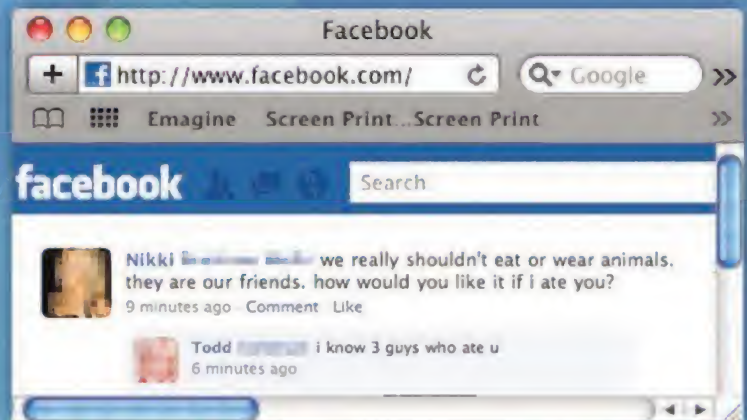 Facebook
http://www.facebook.com/
Google
Emagine Screen Print...Screen Print
facebook
Search
Nikki we really shouldn't eat or wear animals.
they are our friends. how would you like it if i ate you?
9 minutes ago · Comment · Like
Todd i know 3 guys who ate u
6 minutes ago